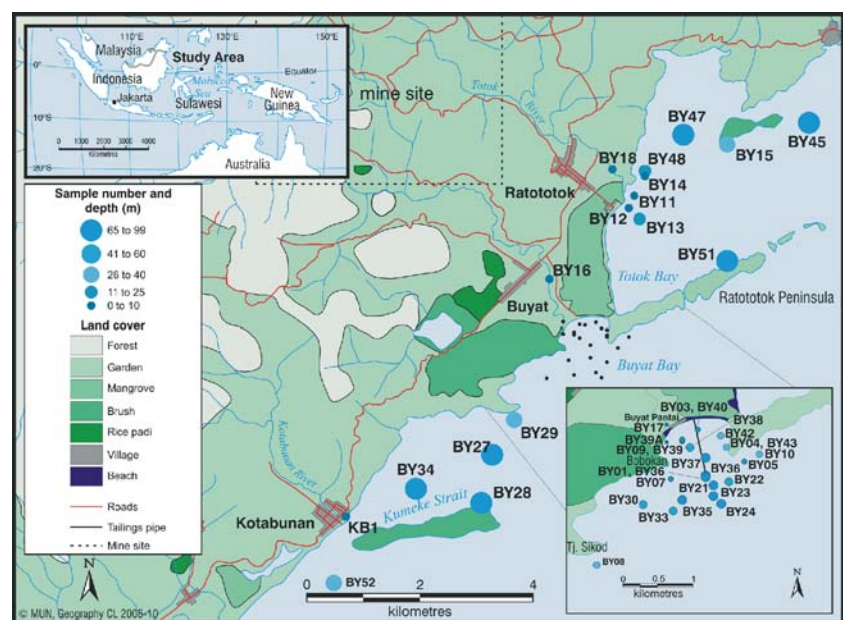 110°E
130°E
150°E
Malaysia
Study Area
0°
Equator
Indonesia
Molucca
Sea
Jakarta
Sulawesi
New
Guinea
10°S
0 1000 2000 3000 4000
Kilometres
Australia
20°S
mine site
Totok
River
Sample number and
depth (m)
65 to 99
41 to 60
26 to 40
11 to 25
0 to 10
Land cover
Forest
Garden
Mangrove
Brush
Rice padi
Village
Beach
Roads
Tailings pipe
Mine site
N
© MUN, Geography CL 2005-10
BY47
BY45
BY15
BY18
BY48
BY14
Ratototok
BY11
BY12
BY13
BY51
BY16
Totok Bay
Ratototok Peninsula
Buyat
Buyat Bay
Kotabunan River
BY29
BY27
BY34
BY28
Kumeke Strait
Kotabunan
KB1
BY52
0 2 4
kilometres
BY03, BY40
Buyat Pantai
BY38
BY17
BY42
BY39A
BY04, BY43
BY09, BY39
BY10
Bobokan
BY37
BY05
BY01, BY36
BY36
BY07
BY22
BY21
BY23
BY30
BY35
BY24
BY33
Tj. Sikod
BY08
0 0.5 1
kilometres
N